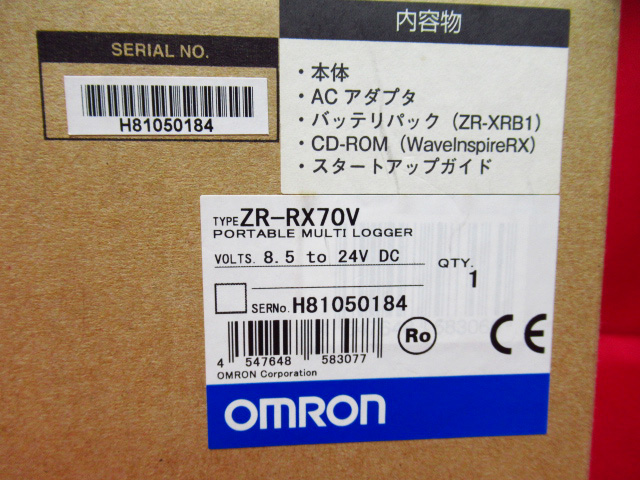 SERIAL NO.
H81050184
内容物
・本体
・AC アダプタ
・バッテリパック（ZR-XRB1）
・CD-ROM（WaveInspireRX）
・スタートアップガイド
TYPE ZR-RX70V
PORTABLE MULTI LOGGER
VOLTS. 8.5 to 24V DC
QTY.
1
SERNo. H81050184
4 547648 583077
Ro
CE
OMRON Corporation
OMRON